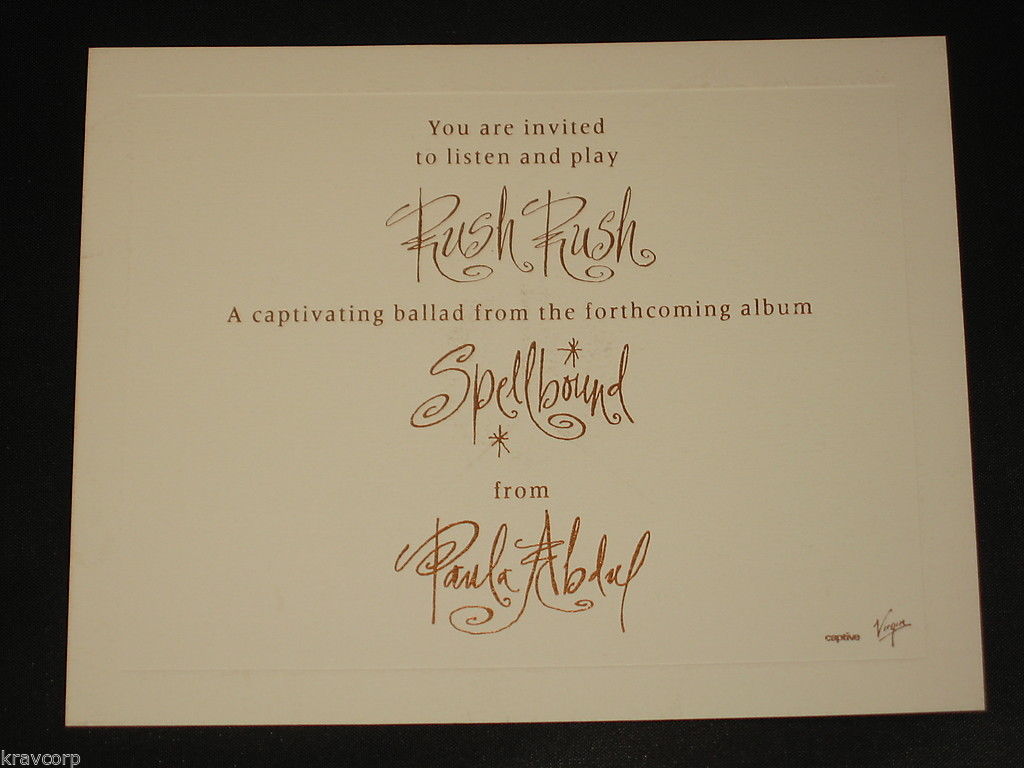 You are invited
to listen and play
Rush Rush
A captivating ballad from the forthcoming album
Spellbound
from
Paula Abdul
captive Virgin
kravcorp